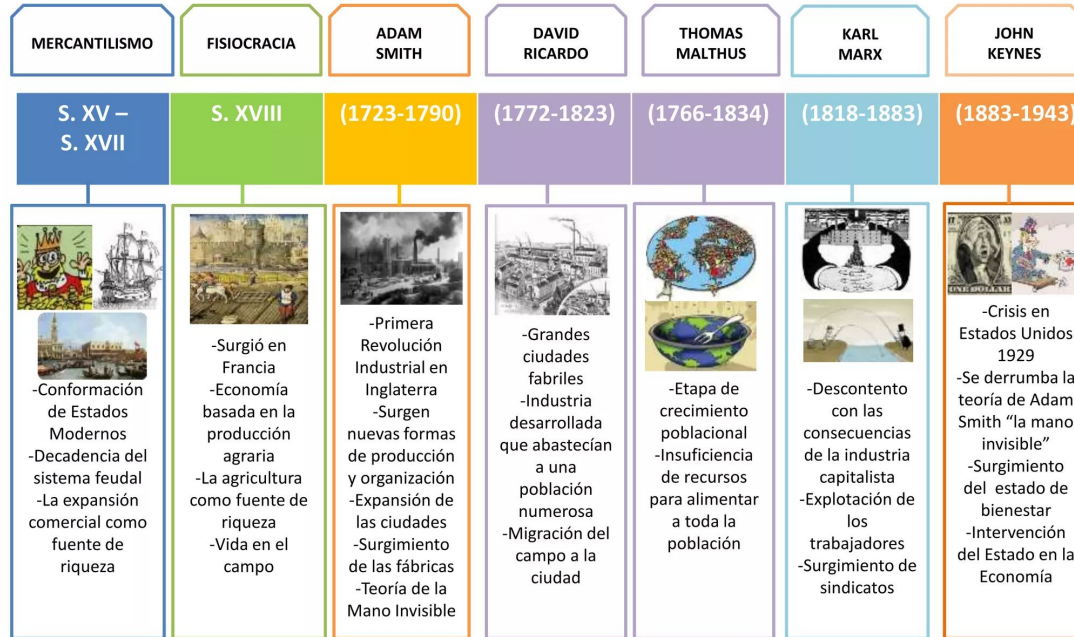 MERCANTILISMO
FISIOCRACIA
ADAM
SMITH
DAVID
RICARDO
THOMAS
MALTHUS
KARL
MARX
JOHN
KEYNES
S. XV –
S. XVII
S. XVIII
(1723-1790)
(1772-1823)
(1766-1834)
(1818-1883)
(1883-1943)
-Conformación
de Estados
Modernos
-Decadencia del
sistema feudal
-La expansión
comercial como
fuente de
riqueza
-Surgió en
Francia
-Economía
basada en la
producción
agraria
-La agricultura
como fuente de
riqueza
-Vida en el
campo
-Primera
Revolución
Industrial en
Inglaterra
-Surgen
nuevas formas
de producción
y organización
-Expansión de
las ciudades
-Surgimiento
de las fábricas
-Teoría de la
Mano Invisible
-Grandes
ciudades
fabriles
-Industria
desarrollada
que abastecían
a una
población
numerosa
-Migración del
campo a la
ciudad
-Etapa de
crecimiento
poblacional
-Insuficiencia
de recursos
para alimentar
a toda la
población
-Descontento
con las
consecuencias
de la industria
capitalista
-Explotación de
los
trabajadores
-Surgimiento de
sindicatos
ONE DOLLAR
-Crisis en
Estados Unidos
1929
-Se derrumba la
teoría de Adam
Smith “la mano
invisible”
-Surgimiento
del estado de
bienestar
-Intervención
del Estado en la
Economía